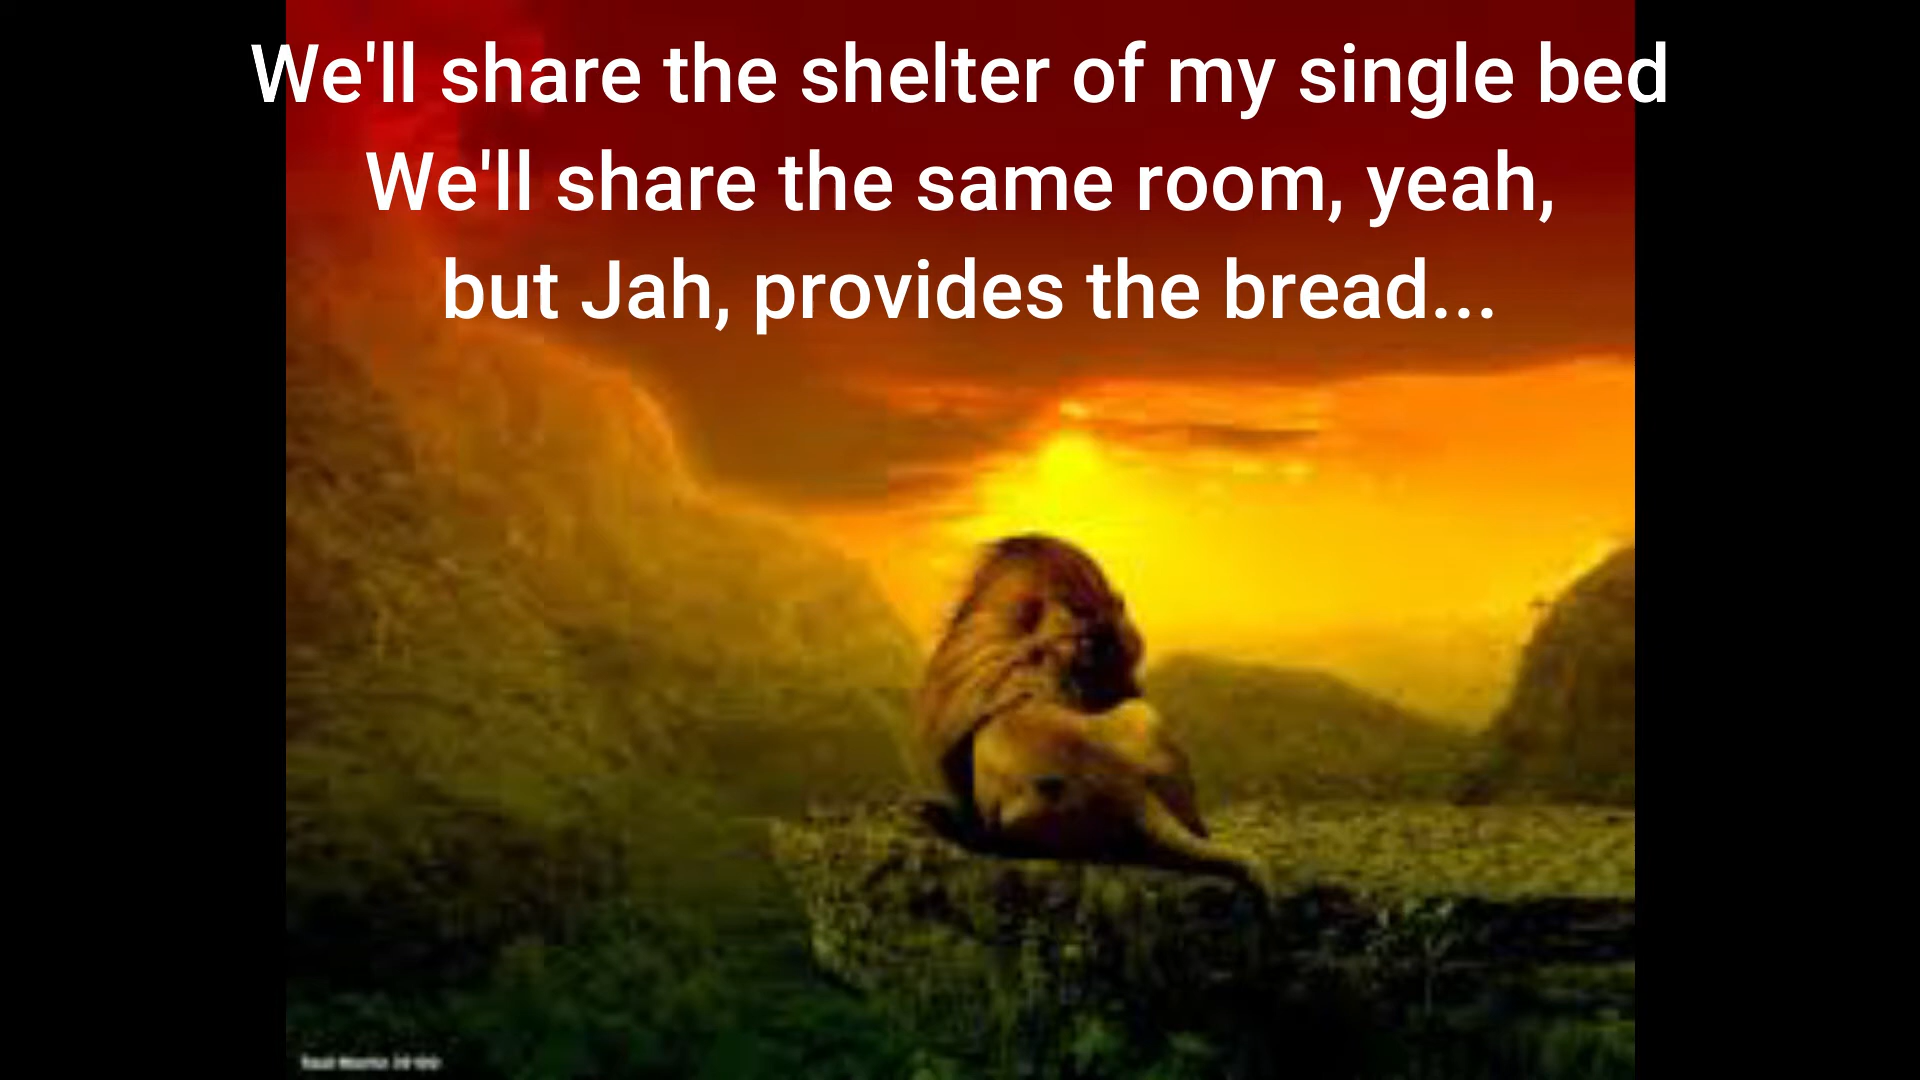 We'll share the shelter of my single bed
We'll share the same room, yeah,
but Jah, provides the bread...